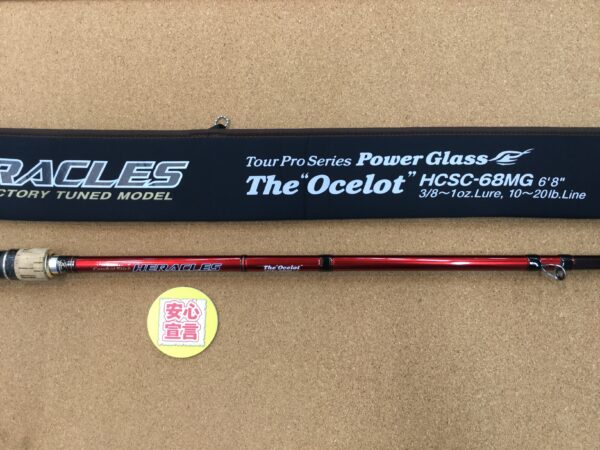 RACLES
CTORY TUNED MODEL
Tour Pro Series Power Glass
The "Ocelot" HCSC-68MG 6'8"
3/8～1oz.Lure, 10～20lb.Line
HERACLES The "Ocelot"
安心
宣言